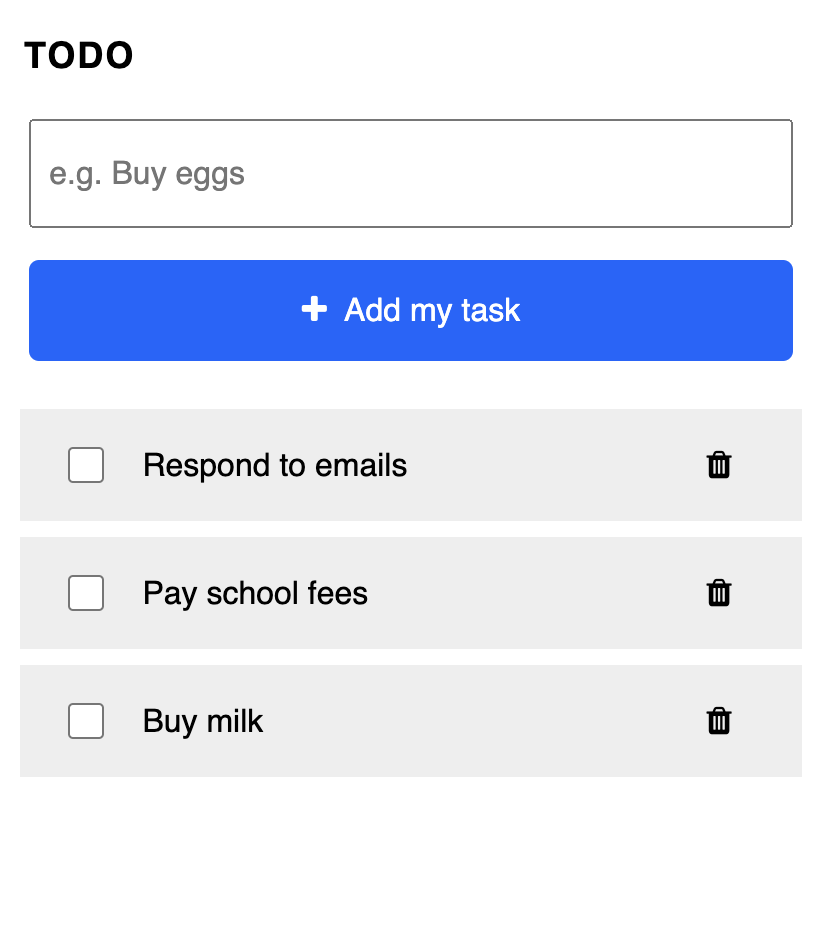 TODO
e.g. Buy eggs
Add my task
Respond to emails
Pay school fees
Buy milk